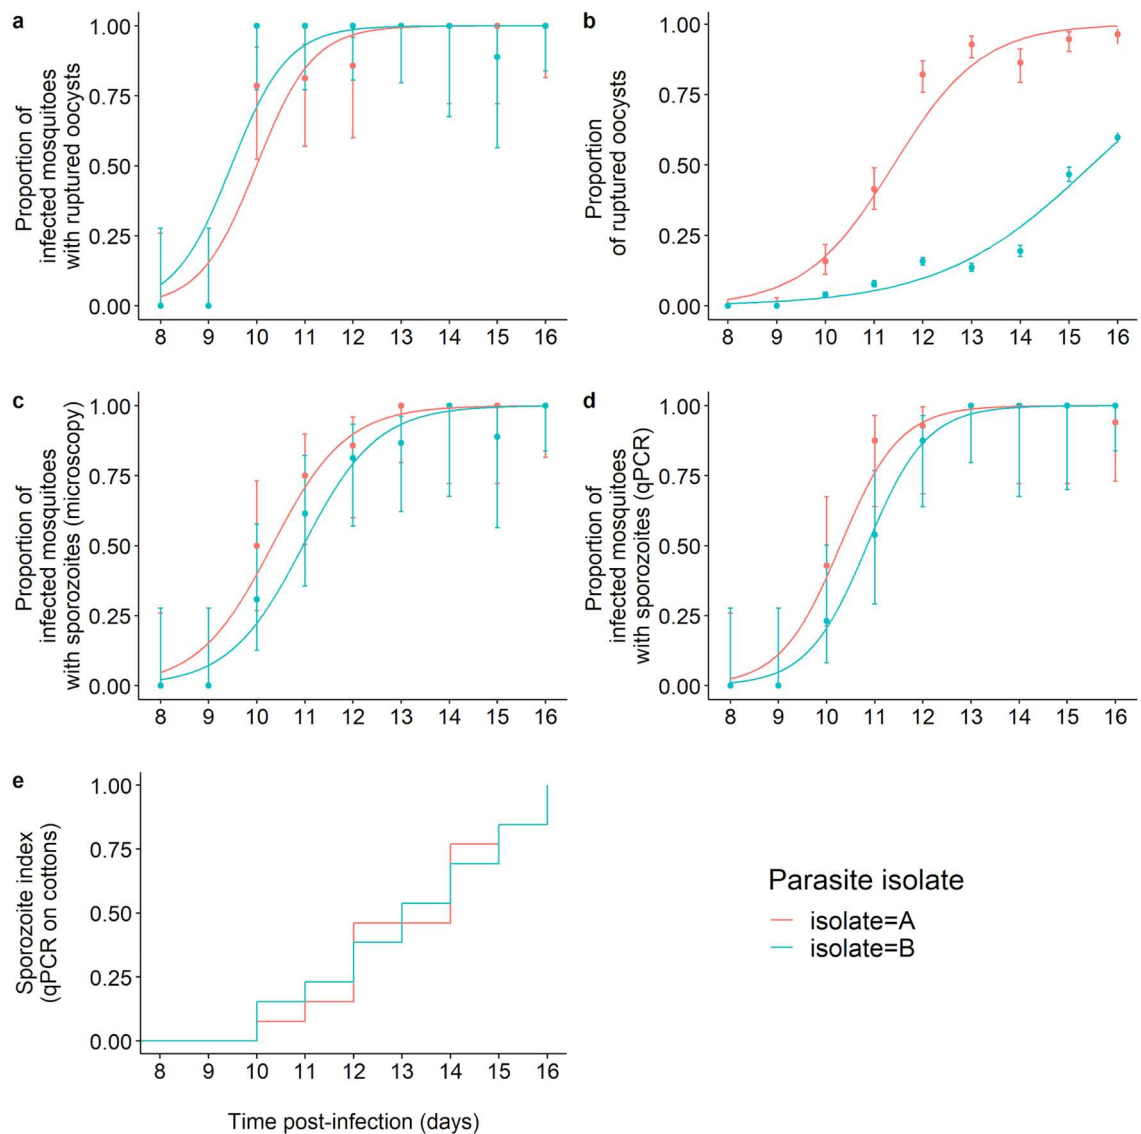 a
Proportion of
infected mosquitoes
with ruptured oocysts
1.00
0.75
0.50
0.25
0.00
8 9 10 11 12 13 14 15 16
b
Proportion
of ruptured oocysts
1.00
0.75
0.50
0.25
0.00
8 9 10 11 12 13 14 15 16
c
Proportion of
infected mosquitoes
with sporozoites (microscopy)
1.00
0.75
0.50
0.25
0.00
8 9 10 11 12 13 14 15 16
d
Proportion of
infected mosquitoes
with sporozoites (qPCR)
1.00
0.75
0.50
0.25
0.00
8 9 10 11 12 13 14 15 16
e
Sporozoite index
(qPCR on cottons)
1.00
0.75
0.50
0.25
0.00
8 9 10 11 12 13 14 15 16
Time post-infection (days)
Parasite isolate
isolate=A
isolate=B